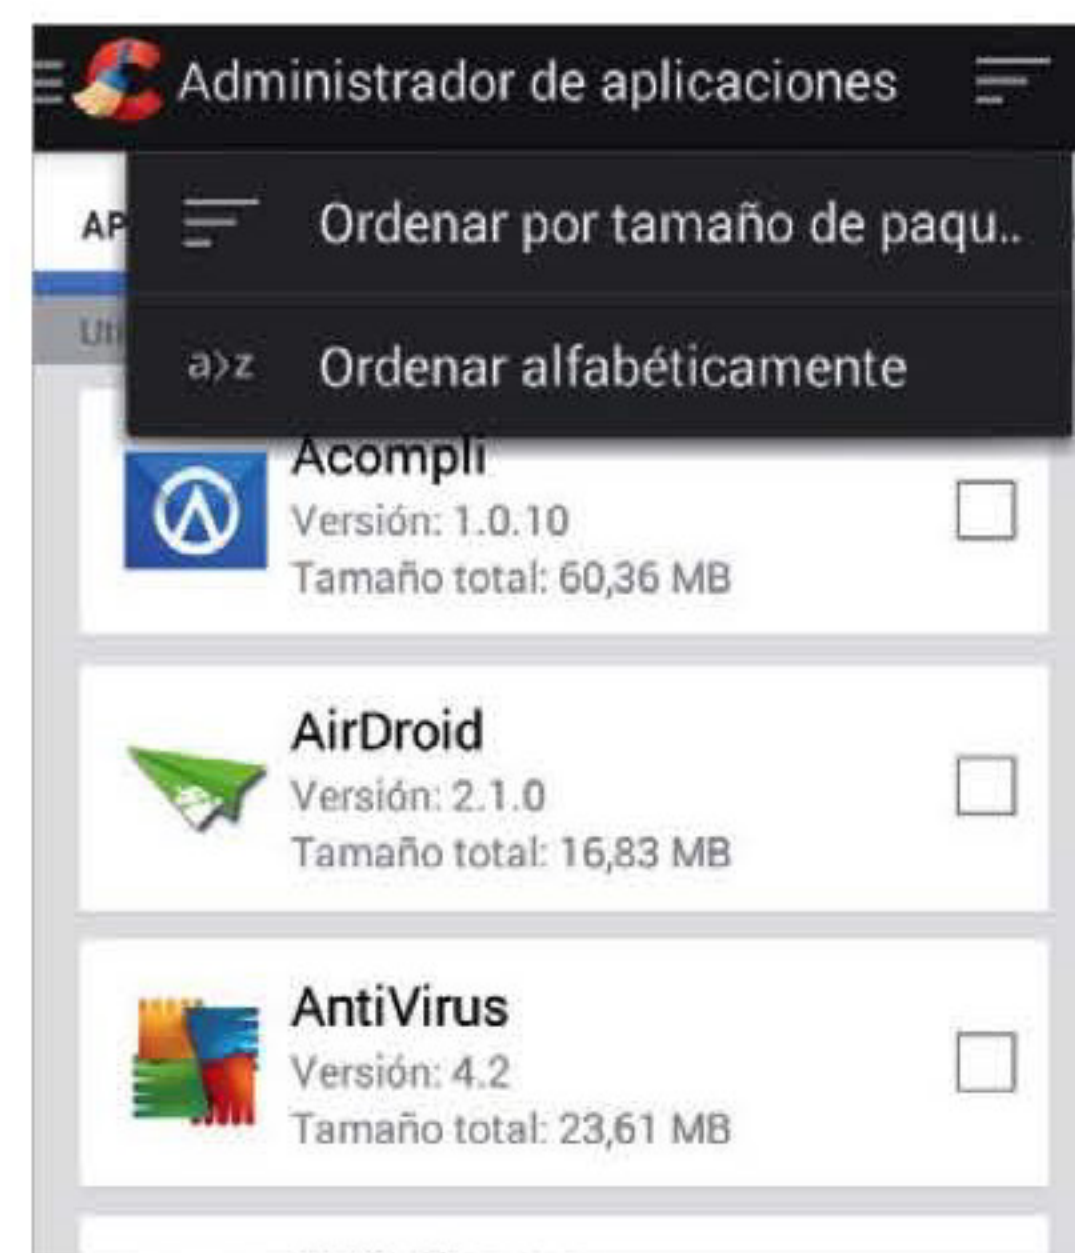 Administrador de aplicaciones
AP
Ordenar por tamaño de paqu..
Uti
a>z Ordenar alfabéticamente
Acompli
Versión: 1.0.10
Tamaño total: 60,36 MB
AirDroid
Versión: 2.1.0
Tamaño total: 16,83 MB
AntiVirus
Versión: 4.2
Tamaño total: 23,61 MB